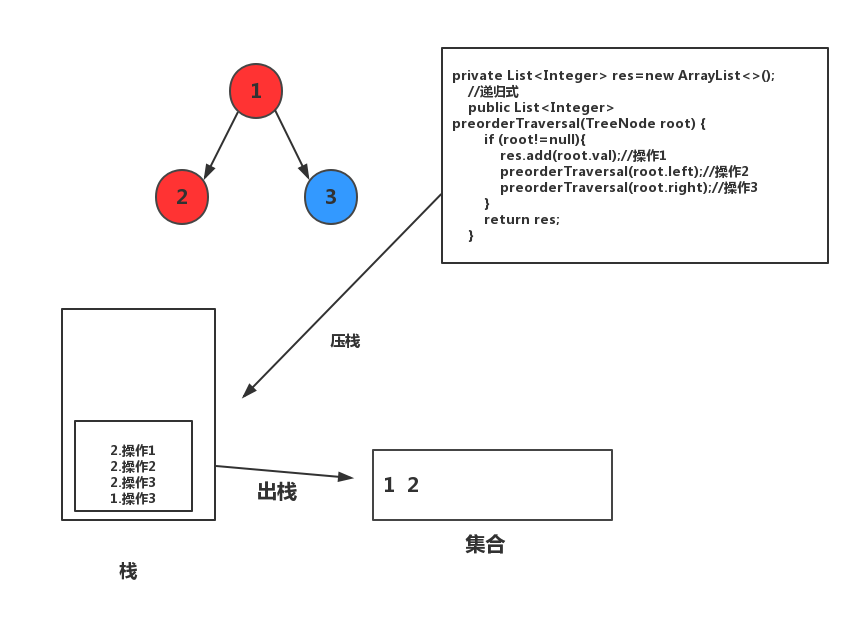 1
2
3
private List<Integer> res=new ArrayList<>();
//递归式
public List<Integer>
preorderTraversal(TreeNode root) {
if (root!=null){
res.add(root.val);//操作1
preorderTraversal(root.left);//操作2
preorderTraversal(root.right);//操作3
}
return res;
}
压栈
2.操作1
2.操作2
2.操作3
1.操作3
出栈
1 2
集合
栈